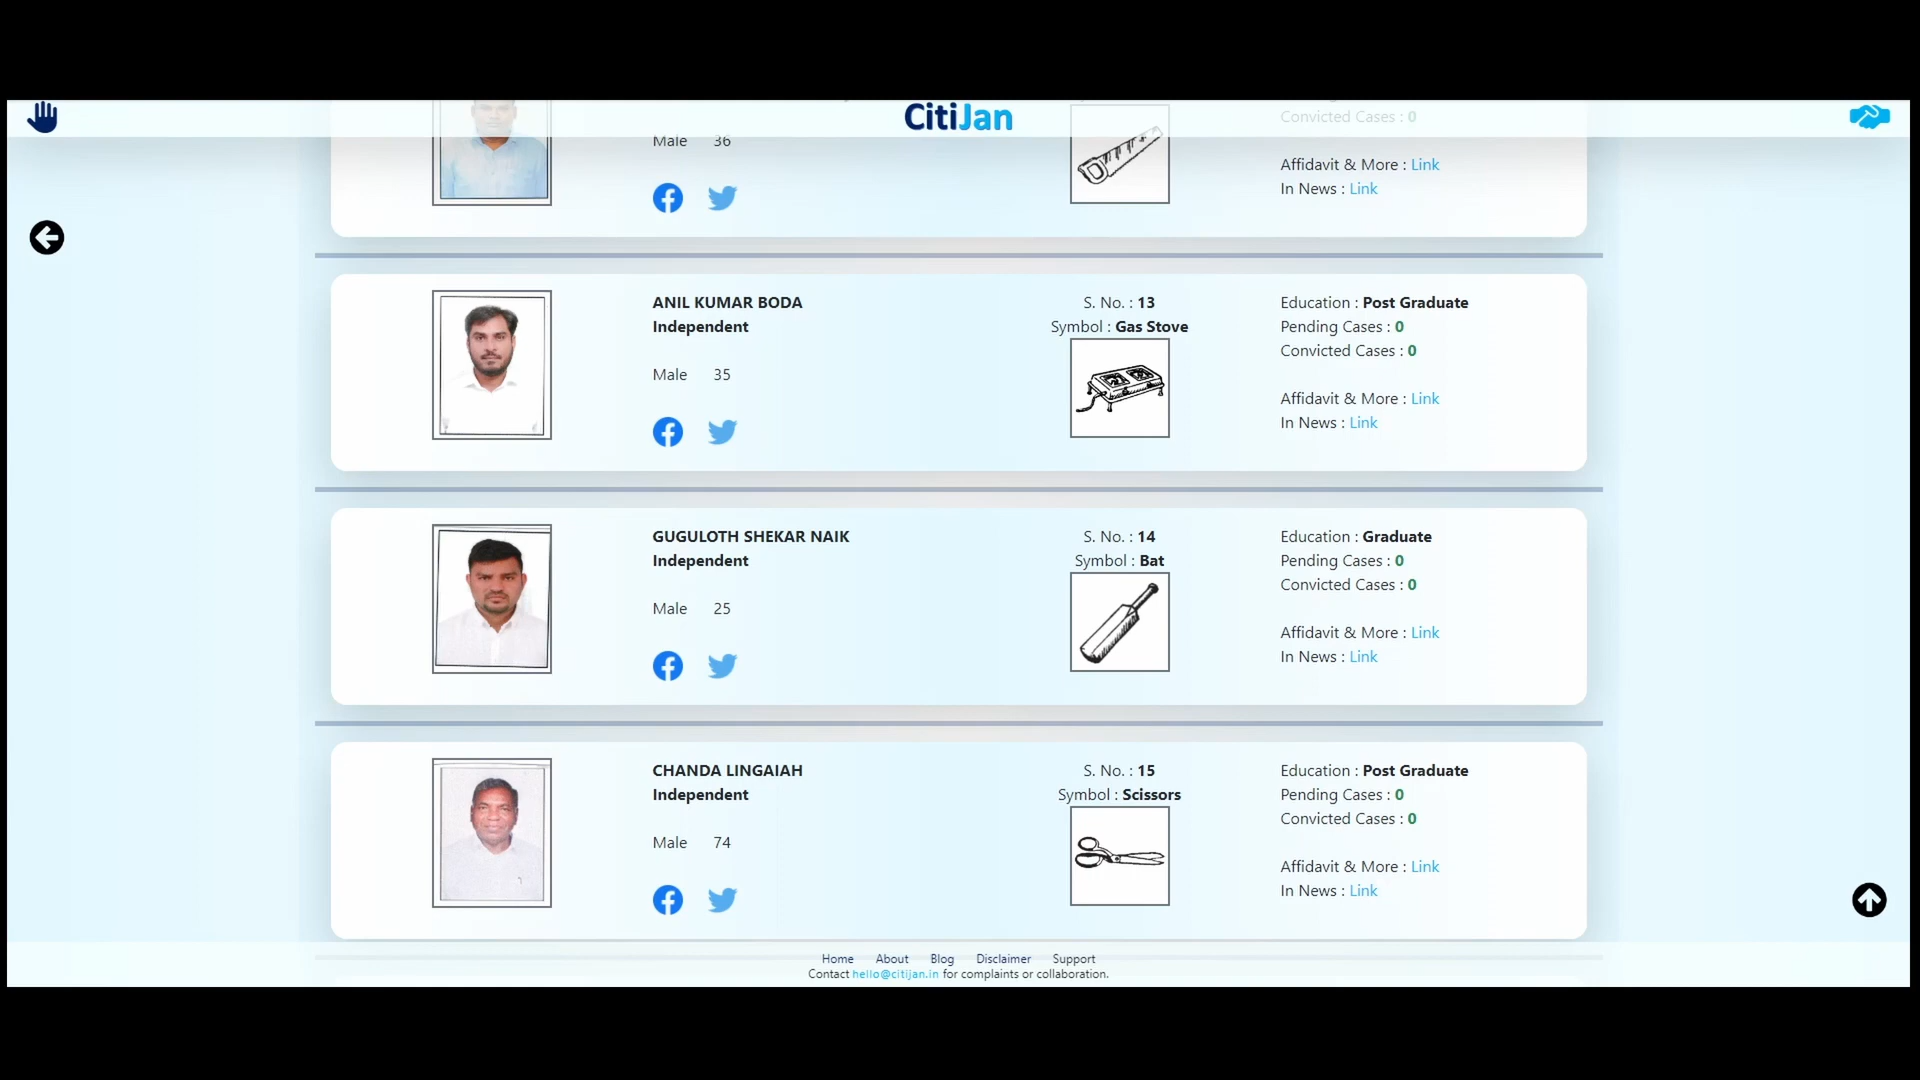 CitiJan
Convicted Cases : 0
Male 36
Affidavit & More : Link
In News : Link
ANIL KUMAR BODA
Independent
Male 35
S. No. : 13
Symbol : Gas Stove
Education : Post Graduate
Pending Cases : 0
Convicted Cases : 0
Affidavit & More : Link
In News : Link
GUGULOTH SHEKAR NAIK
Independent
Male 25
S. No. : 14
Symbol : Bat
Education : Graduate
Pending Cases : 0
Convicted Cases : 0
Affidavit & More : Link
In News : Link
CHANDA LINGAIAH
Independent
Male 74
S. No. : 15
Symbol : Scissors
Education : Post Graduate
Pending Cases : 0
Convicted Cases : 0
Affidavit & More : Link
In News : Link
Home About Blog Disclaimer Support
Contact hello@citijan.in for complaints or collaboration.